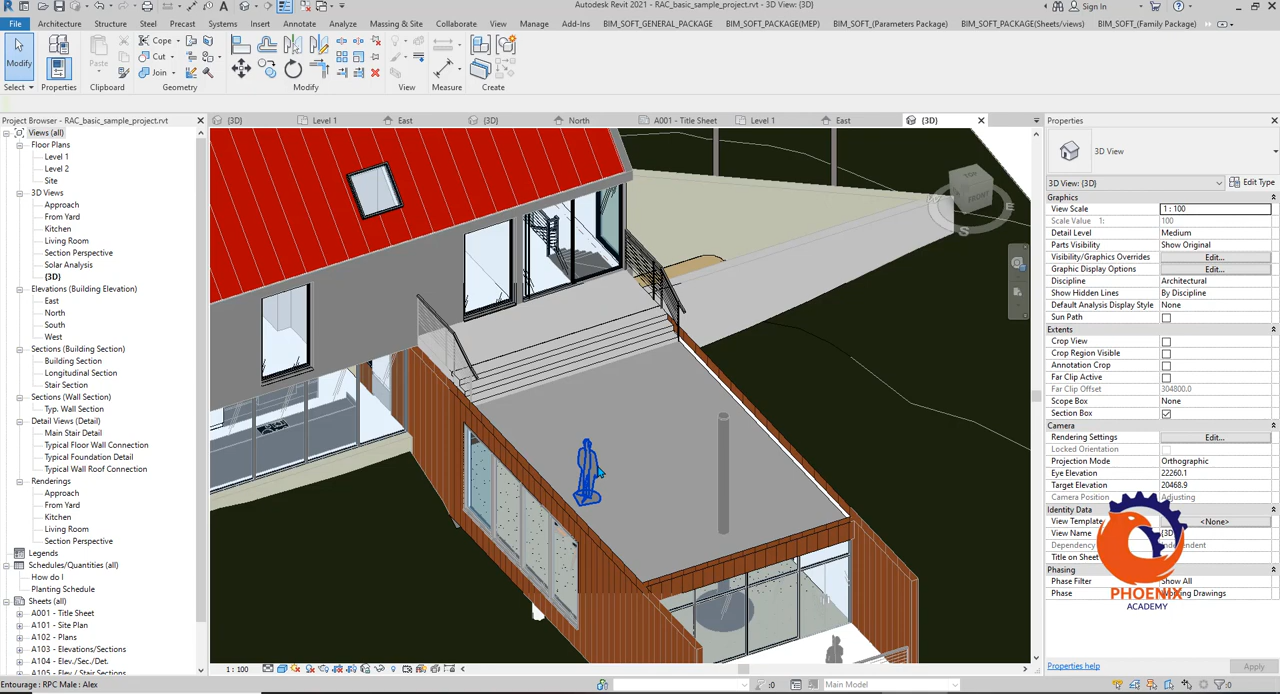 Autodesk Revit 2021 - RAC_basic_sample_project.rvt
Sign In
File Architecture Structure Steel Precast Systems Insert Annotate Analyze Massing & Site Collaborate View Manage Add-Ins BIM_SOFT_GENERAL_PACKAGE BIM_SOFT_PACKAGE(MEP) BIM_SOFT_(Parameters Package) BIM_SOFT_PACKAGE(Sheets/views) BIM_SOFT_(Family Package)
Modify
Properties
Paste
Cope
Cut
Join
Select Properties Clipboard Geometry Modify View Measure Create
Project Browser - RAC_basic_sample_project.rvt
{3D} Level 1 East {3D} North A001 - Title Sheet Level 1 East {3D}
Views (all)
Floor Plans
Level 1
Level 2
Site
3D Views
Approach
From Yard
Kitchen
Living Room
Section Perspective
Solar Analysis
{3D}
Elevations (Building Elevation)
East
North
South
West
Sections (Building Section)
Building Section
Longitudinal Section
Stair Section
Sections (Wall Section)
Typ. Wall Section
Detail Views (Detail)
Main Stair Detail
Typical Floor Wall Connection
Typical Foundation Detail
Typical Wall Roof Connection
Renderings
Approach
From Yard
Kitchen
Living Room
Section Perspective
Legends
Schedules/Quantities (all)
How do I
Planting Schedule
Sheets (all)
A001 - Title Sheet
A101 - Site Plan
A102 - Plans
A103 - Elevations/Sections
A104 - Elev./Sec./Det.
A105 - Elev./ Stair Sections
TOP
FRONT
E
S
Properties
3D View
3D View: {3D} Edit Type
Graphics
View Scale 1 : 100
Scale Value 1: 100
Detail Level Medium
Parts Visibility Show Original
Visibility/Graphics Overrides Edit...
Graphic Display Options Edit...
Discipline Architectural
Show Hidden Lines By Discipline
Default Analysis Display Style None
Sun Path
Extents
Crop View
Crop Region Visible
Annotation Crop
Far Clip Active
Far Clip Offset 304800.0
Scope Box None
Section Box
Camera
Rendering Settings Edit...
Locked Orientation
Projection Mode Orthographic
Eye Elevation 22260.1
Target Elevation 20468.9
Camera Position Adjusting
Identity Data
View Template <None>
View Name
Dependency
Title on Sheet
Phasing
Phase Filter Show All
Phase Drawings
PHOENIX
ACADEMY
Properties help Apply
1 : 100
Entourage : RPC Male : Alex
:0 Main Model :0